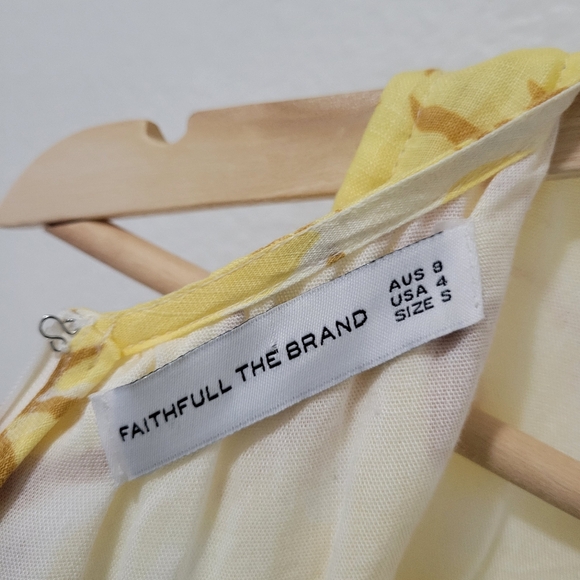 FAITHFULL THE BRAND
AUS 8
USA 4
SIZE S